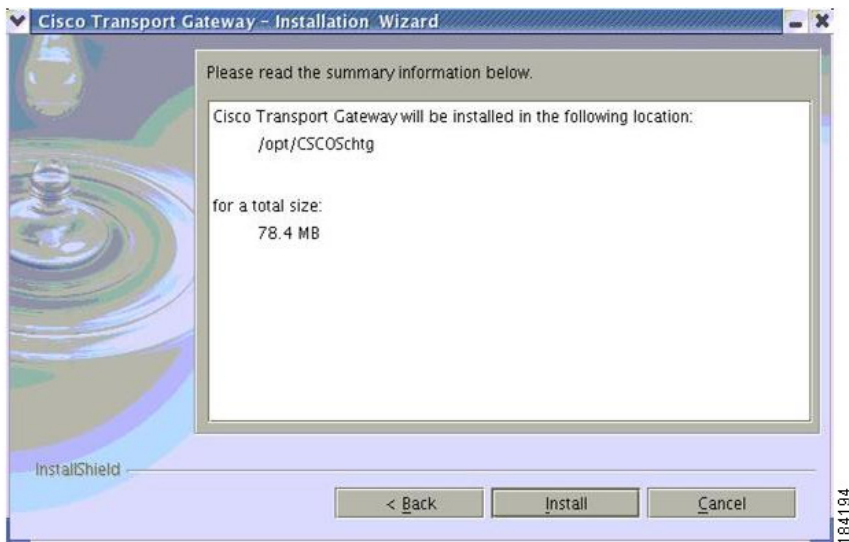 Cisco Transport Gateway - Installation Wizard
Please read the summary information below.
Cisco Transport Gateway will be installed in the following location:
/opt/CSCOSchtg
for a total size:
78.4 MB
InstallShield
< Back
Install
Cancel
184194